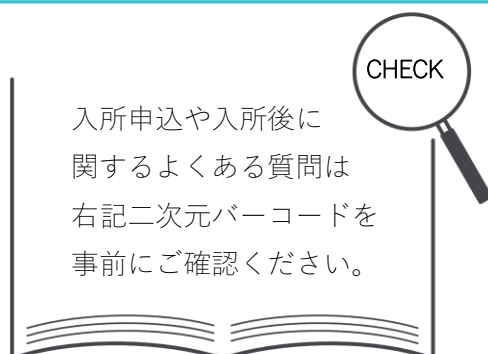 CHECK
入所申込や入所後に
関するよくある質問は
右記二次元バーコードを
事前にご確認ください。